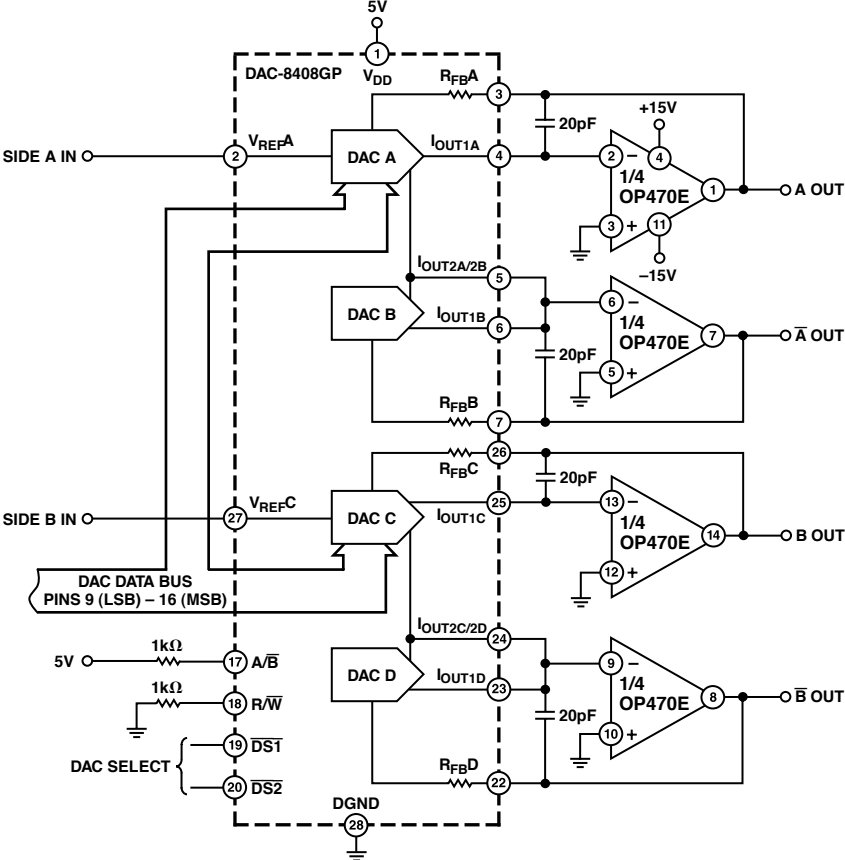 5V
1
DAC-8408GP
VDD
RFBA
3
20pF
+15V
SIDE A IN
2
VREFA
DAC A
IOUT1A
4
2
–
4
1/4
OP470E
1
A OUT
3
+
11
–15V
IOUT2A/2B
5
DAC B
IOUT1B
6
6
–
1/4
OP470E
7
A̅ OUT
20pF
5
+
RFBB
7
26
RFBC
20pF
SIDE B IN
27
VREFC
DAC C
IOUT1C
25
13
–
1/4
OP470E
14
B OUT
12
+
DAC DATA BUS
PINS 9 (LSB) – 16 (MSB)
IOUT2C/2D
24
5V
1kΩ
17
A/B̅
DAC D
IOUT1D
23
9
–
1/4
OP470E
8
B̅ OUT
1kΩ
18
R/W̅
20pF
10
+
DAC SELECT
19
D̅S̅1̅
20
D̅S̅2̅
RFBD
22
DGND
28